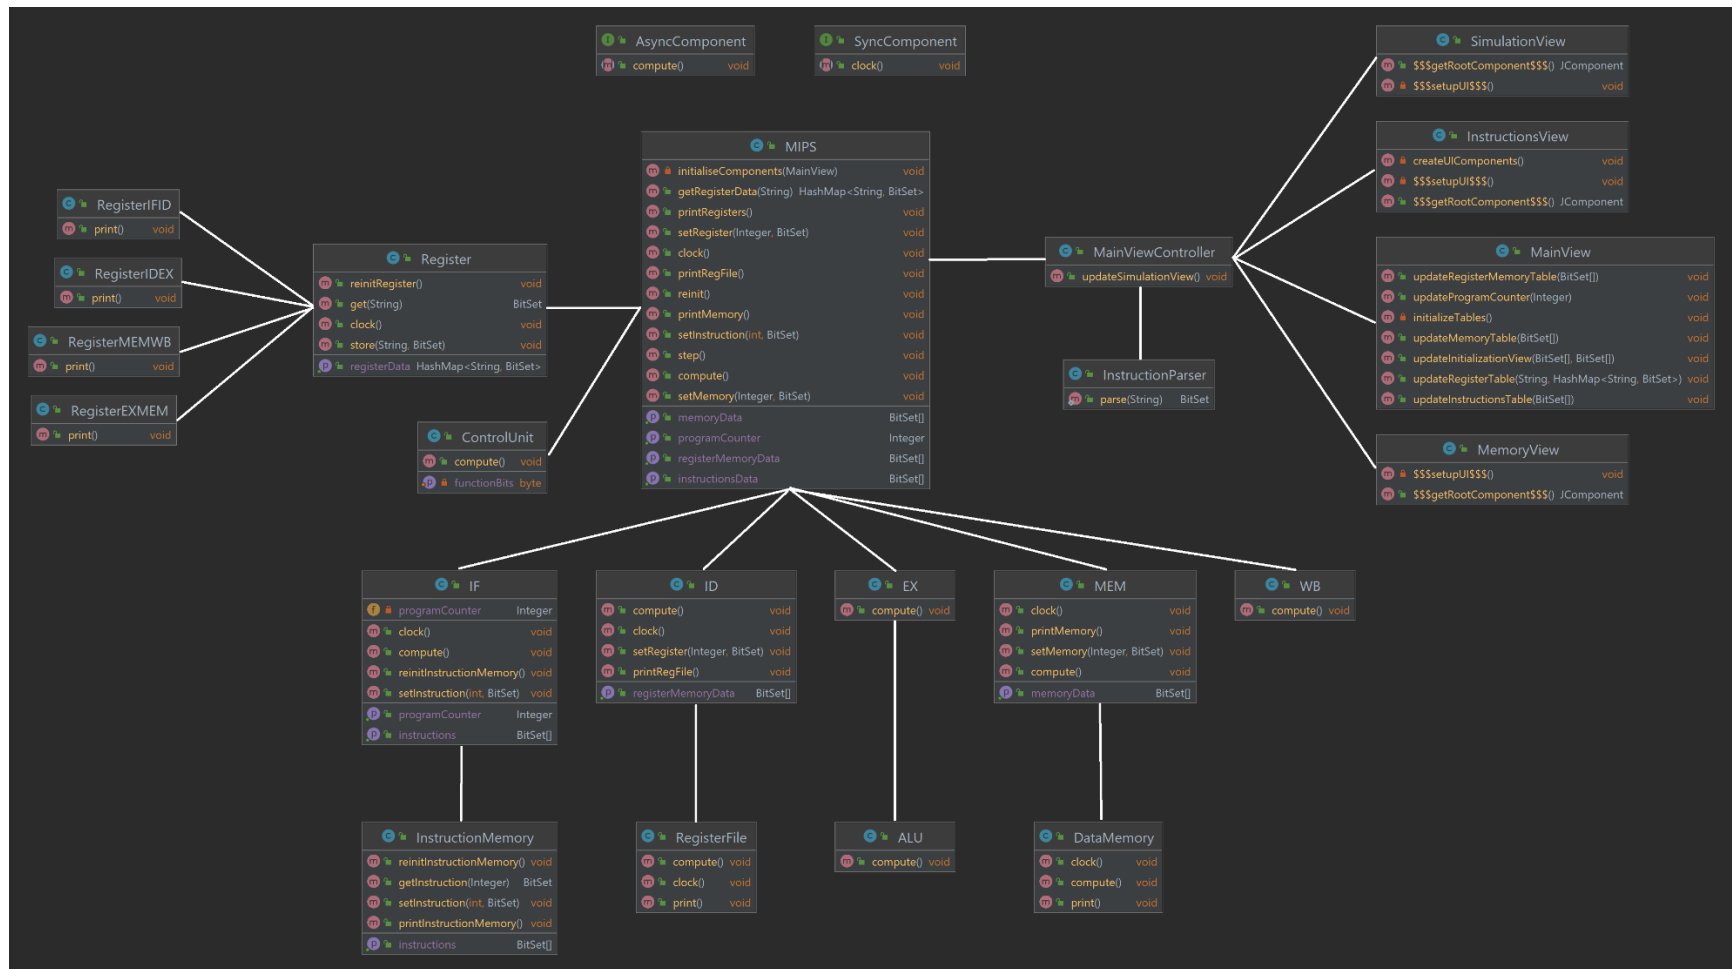 AsyncComponent
compute() void
SyncComponent
clock() void
SimulationView
$$$getRootComponent$$$() JComponent
$$$setupUI$$$() void
InstructionsView
createUIComponents() void
$$$setupUI$$$() void
$$$getRootComponent$$$() JComponent
MIPS
initialiseComponents(MainView) void
getRegisterData(String) HashMap<String, BitSet>
printRegisters() void
setRegister(Integer, BitSet) void
clock() void
printRegFile() void
reinit() void
printMemory() void
setInstruction(int, BitSet) void
step() void
compute() void
setMemory(Integer, BitSet) void
memoryData BitSet[]
programCounter Integer
registerMemoryData BitSet[]
instructionsData BitSet[]
RegisterIFID
print() void
RegisterIDEX
print() void
RegisterMEMWB
print() void
RegisterEXMEM
print() void
Register
reinitRegister() void
get(String) BitSet
clock() void
store(String, BitSet) void
registerData HashMap<String, BitSet>
ControlUnit
compute() void
functionBits byte
MainViewController
updateSimulationView() void
InstructionParser
parse(String) BitSet
MainView
updateRegisterMemoryTable(BitSet[]) void
updateProgramCounter(Integer) void
initializeTables() void
updateMemoryTable(BitSet[]) void
updateInitializationView(BitSet[], BitSet[]) void
updateRegisterTable(String, HashMap<String, BitSet>) void
updateInstructionsTable(BitSet[]) void
MemoryView
$$$setupUI$$$() void
$$$getRootComponent$$$() JComponent
IF
programCounter Integer
clock() void
compute() void
reinitInstructionMemory() void
setInstruction(int, BitSet) void
programCounter Integer
instructions BitSet[]
ID
compute() void
clock() void
setRegister(Integer, BitSet) void
printRegFile() void
registerMemoryData BitSet[]
EX
compute() void
MEM
clock() void
printMemory() void
setMemory(Integer, BitSet) void
compute() void
memoryData BitSet[]
WB
compute() void
InstructionMemory
reinitInstructionMemory() void
getInstruction(Integer) BitSet
setInstruction(int, BitSet) void
printInstructionMemory() void
instructions BitSet[]
RegisterFile
compute() void
clock() void
print() void
ALU
compute() void
DataMemory
clock() void
compute() void
print() void